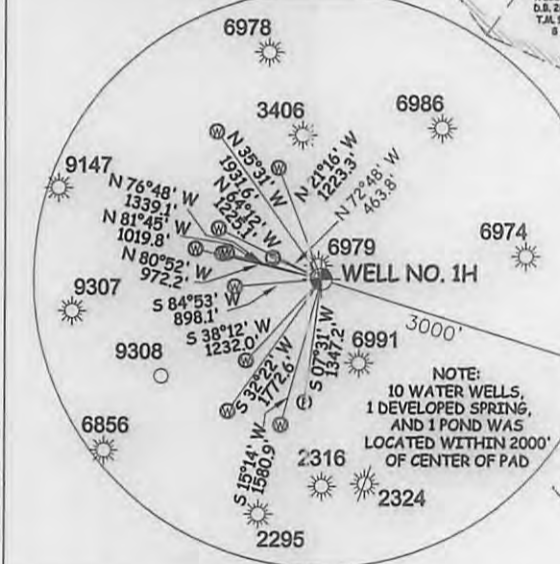 D.B. 2
T.M.
6978
3406
6986
9147
N 35°31' W
1931.6'
N 21°16' W
1223.3'
N 72°48' W
463.8'
N 76°48' W
1339.1'
N 64°12' W
1225.1'
N 81°45' W
1019.8'
N 80°52' W
972.2'
6979
6974
WELL NO. 1H
9307
S 84°53' W
898.1'
3000'
S 38°12' W
1232.0'
S 07°31' W
1347.2'
6991
9308
S 32°22' W
1772.6'
NOTE:
10 WATER WELLS,
1 DEVELOPED SPRING,
AND 1 POND WAS
LOCATED WITHIN 2000'
OF CENTER OF PAD
6856
S 15°14' W
1580.9'
2316
2324
2295
W
W
W
W
W
W
W
W
W